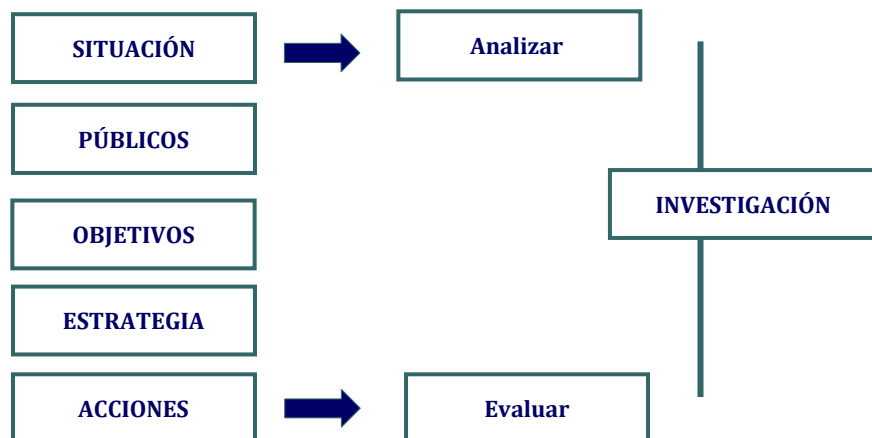 SITUACIÓN
Analizar
PÚBLICOS
INVESTIGACIÓN
OBJETIVOS
ESTRATEGIA
ACCIONES
Evaluar